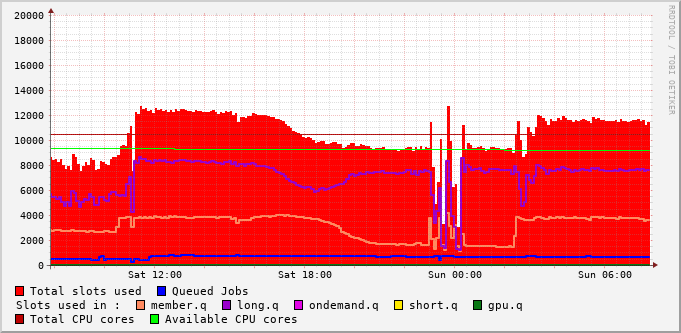 20000
18000
16000
14000
12000
10000
8000
6000
4000
2000
0
Sat 12:00 Sat 18:00 Sun 00:00 Sun 06:00
RRDTOOL / TOBI OETIKER
Total slots used Queued Jobs
Slots used in : member.q long.q ondemand.q short.q gpu.q
Total CPU cores Available CPU cores